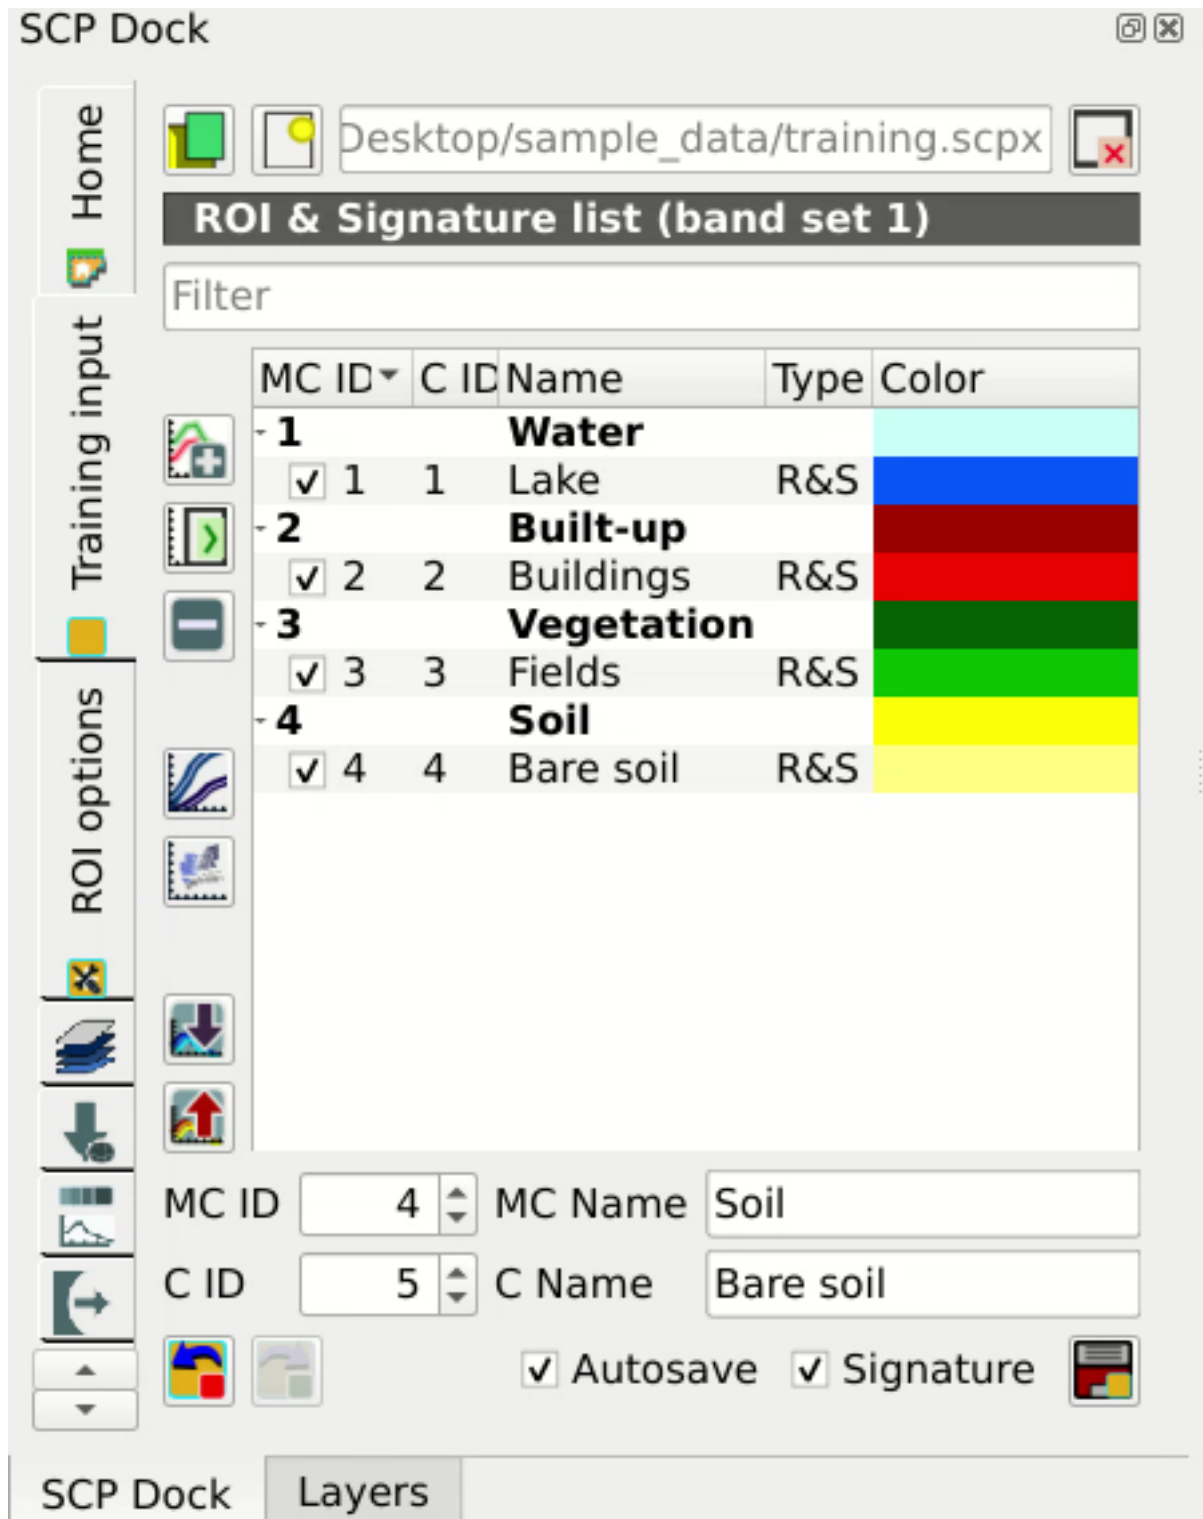 SCP Dock
Home
Training input
ROI options
Desktop/sample_data/training.scpx
ROI & Signature list (band set 1)
Filter
MC ID C ID Name Type Color
1 Water
1 1 Lake R&S
2 Built-up
2 2 Buildings R&S
3 Vegetation
3 3 Fields R&S
4 Soil
4 4 Bare soil R&S
MC ID 4 MC Name Soil
C ID 5 C Name Bare soil
Autosave Signature
SCP Dock Layers